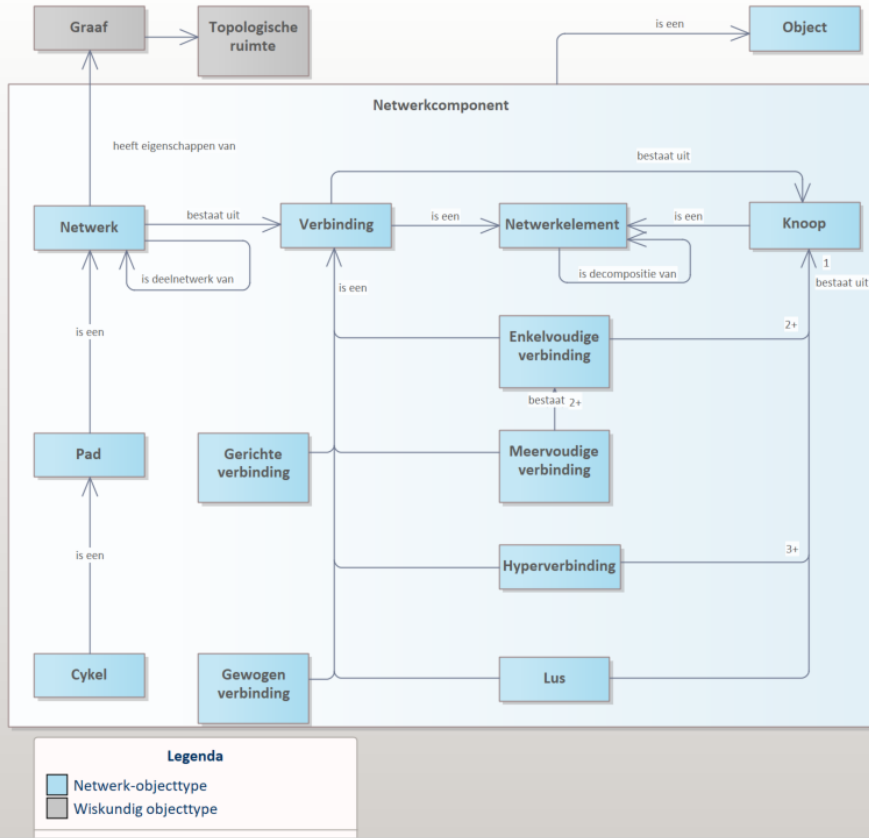 Graaf
Topologische
ruimte
is een
Object
Netwerkcomponent
heeft eigenschappen van
bestaat uit
Netwerk
bestaat uit
Verbinding
is een
Netwerkelement
is een
Knoop
is deelnetwerk van
is een
is decompositie van
1
bestaat uit
is een
Enkelvoudige
verbinding
2+
bestaat
2+
Pad
Gerichte
verbinding
Meervoudige
verbinding
is een
Hyperverbinding
3+
Cykel
Gewogen
verbinding
Lus
Legenda
Netwerk-objecttype
Wiskundig objecttype